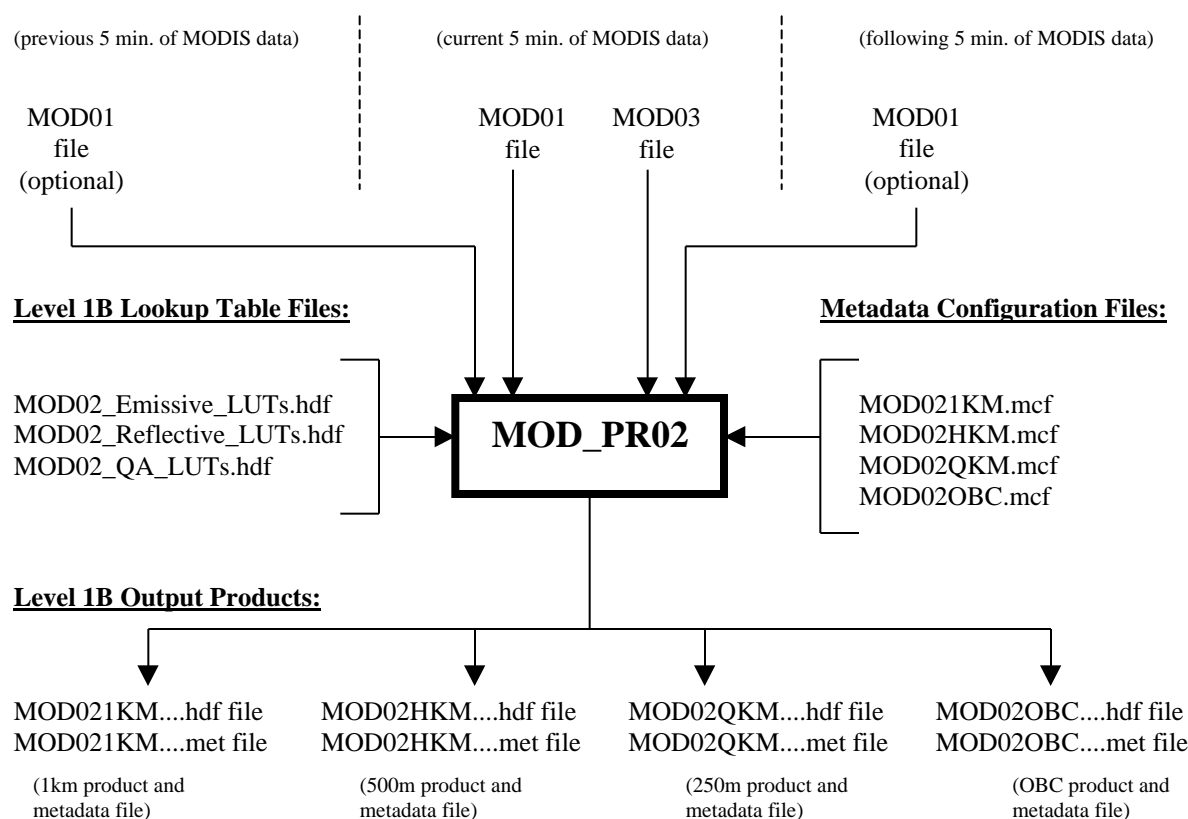 (previous 5 min. of MODIS data)
(current 5 min. of MODIS data)
(following 5 min. of MODIS data)
MOD01
file
(optional)
MOD01
file
MOD03
file
MOD01
file
(optional)
Level 1B Lookup Table Files:
Metadata Configuration Files:
MOD02_Emissive_LUTs.hdf
MOD02_Reflective_LUTs.hdf
MOD02_QA_LUTs.hdf
MOD_PR02
MOD021KM.mcf
MOD02HKM.mcf
MOD02QKM.mcf
MOD02OBC.mcf
Level 1B Output Products:
MOD021KM....hdf file
MOD021KM....met file
(1km product and
metadata file)
MOD02HKM....hdf file
MOD02HKM....met file
(500m product and
metadata file)
MOD02QKM....hdf file
MOD02QKM....met file
(250m product and
metadata file)
MOD02OBC....hdf file
MOD02OBC....met file
(OBC product and
metadata file)